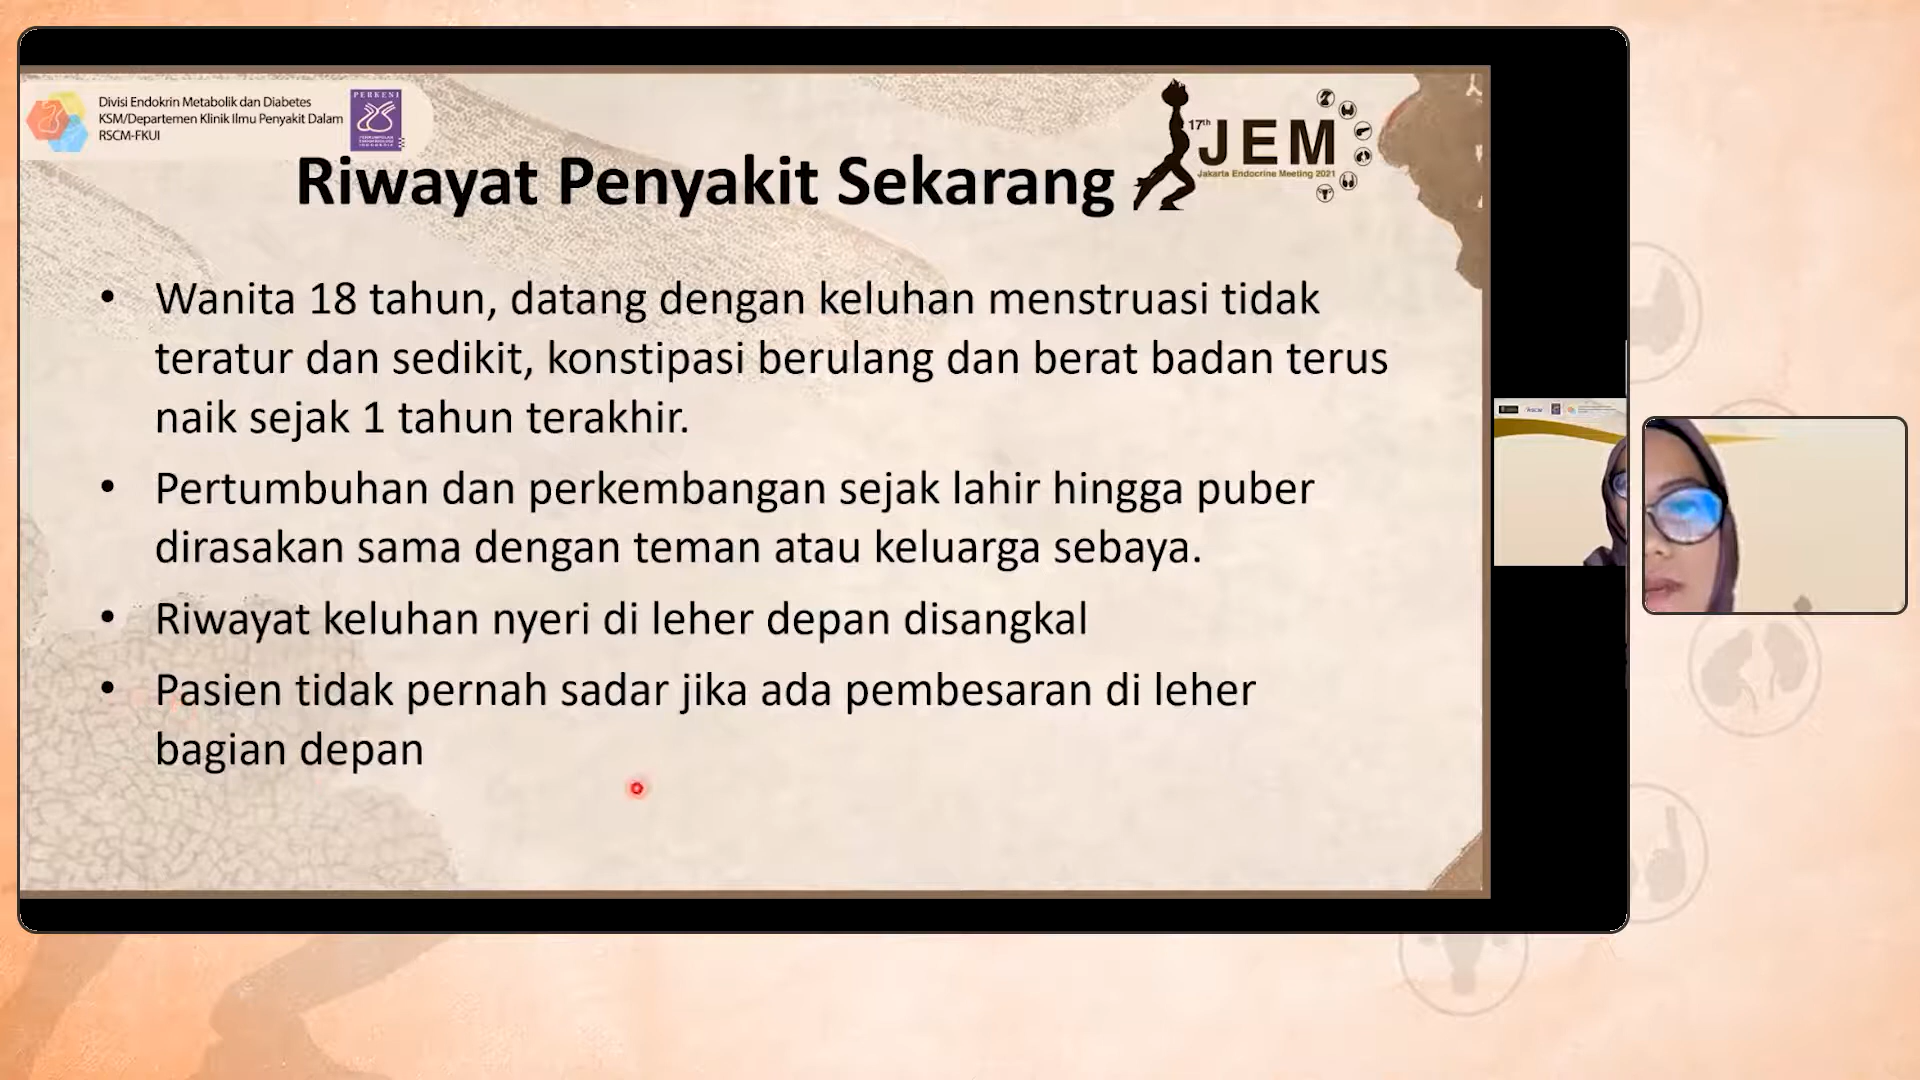 Divisi Endokrin Metabolik dan Diabetes
KSM/Departemen Klinik Ilmu Penyakit Dalam
RSCM-FKUI
PERKENI
17th
JEM
Jakarta Endocrine Meeting 2021
Riwayat Penyakit Sekarang
• Wanita 18 tahun, datang dengan keluhan menstruasi tidak
teratur dan sedikit, konstipasi berulang dan berat badan terus
naik sejak 1 tahun terakhir.
• Pertumbuhan dan perkembangan sejak lahir hingga puber
dirasakan sama dengan teman atau keluarga sebaya.
• Riwayat keluhan nyeri di leher depan disangkal
• Pasien tidak pernah sadar jika ada pembesaran di leher
bagian depan